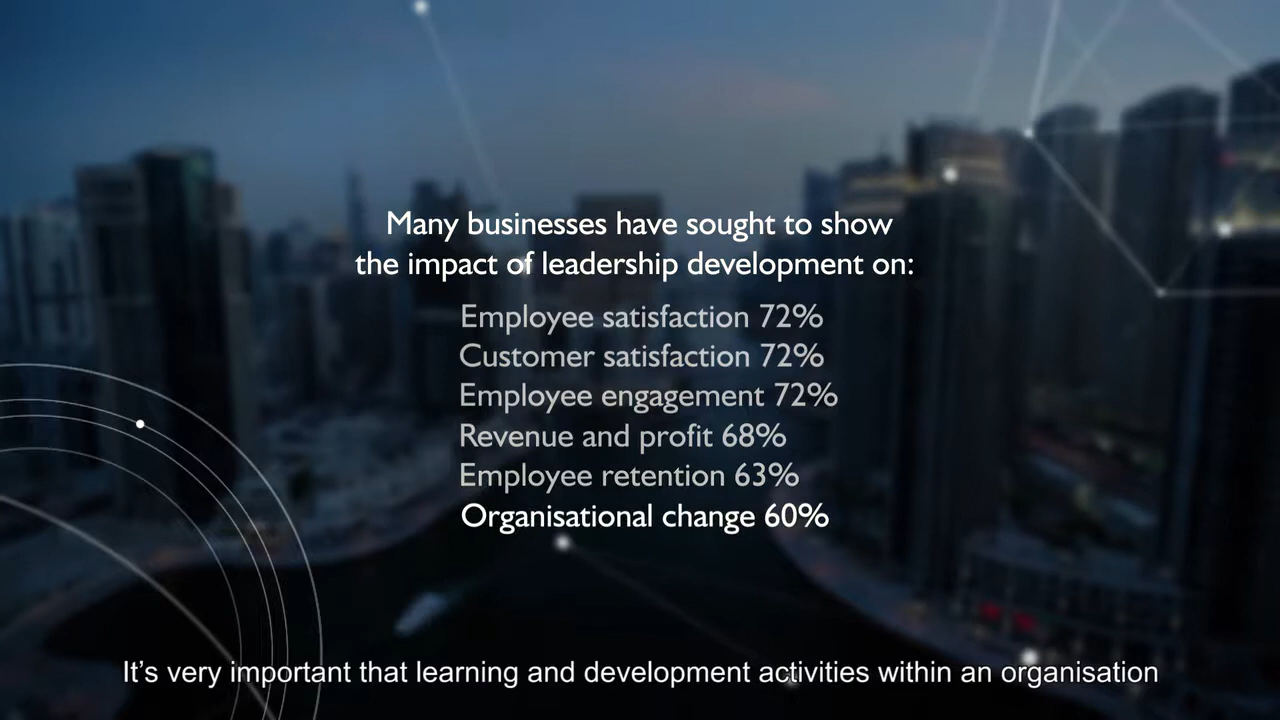 Many businesses have sought to show
the impact of leadership development on:
Employee satisfaction 72%
Customer satisfaction 72%
Employee engagement 72%
Revenue and profit 68%
Employee retention 63%
Organisational change 60%
It’s very important that learning and development activities within an organisation